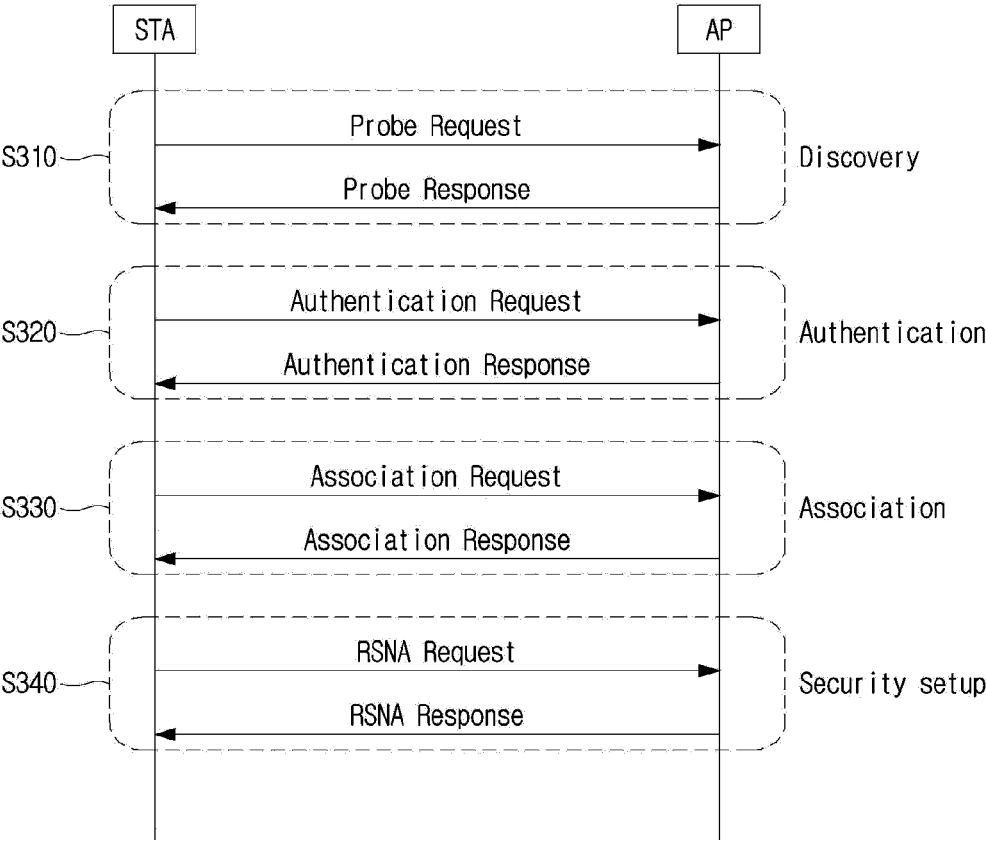 STA
AP
Probe Request
S310
Discovery
Probe Response
Authentication Request
S320
Authentication
Authentication Response
Association Request
S330
Association
Association Response
RSNA Request
S340
Security setup
RSNA Response